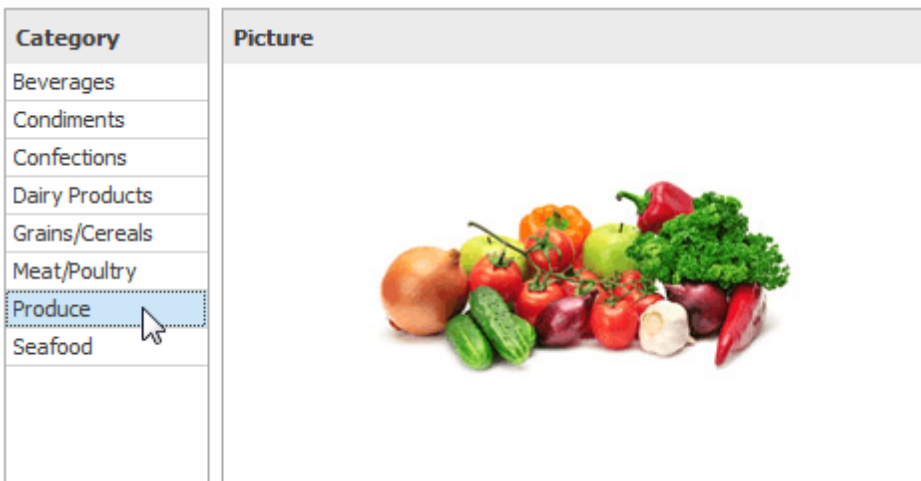 Category
Beverages
Condiments
Confections
Dairy Products
Grains/Cereals
Meat/Poultry
Produce
Seafood
Picture